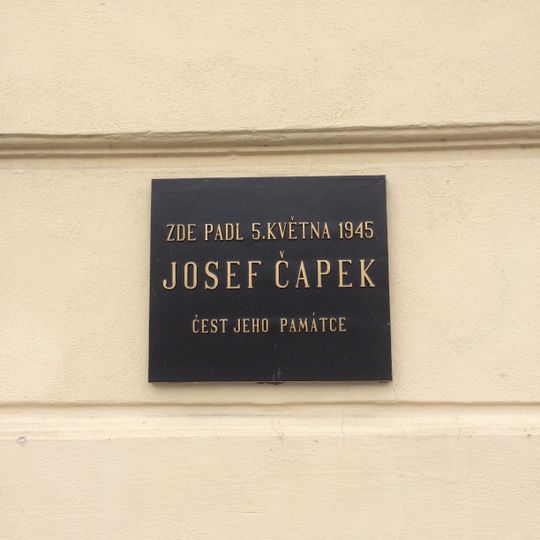 ZDE PADL 5.KVĚTNA 1945
JOSEF ČAPEK
ČEST JEHO PAMÁTCE